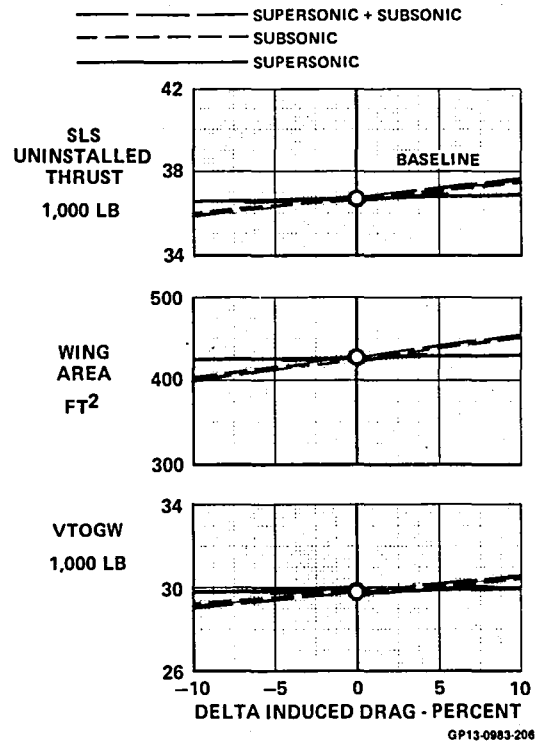 SUPERSONIC + SUBSONIC
SUBSONIC
SUPERSONIC
42
SLS
UNINSTALLED
THRUST
1,000 LB
38
34
BASELINE
500
WING
AREA
FT2
400
300
34
VTOGW
1,000 LB
30
26
-10
-5
0
5
10
DELTA INDUCED DRAG - PERCENT
GP13-0983-206